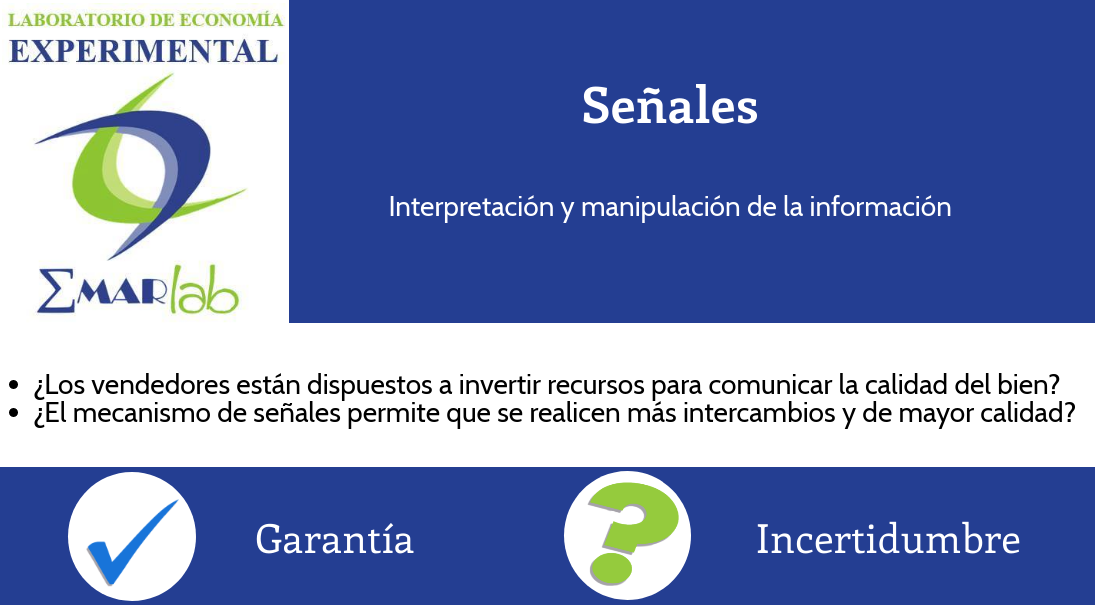 LABORATORIO DE ECONOMÍA
EXPERIMENTAL
ΣMARlab
Señales
Interpretación y manipulación de la información
• ¿Los vendedores están dispuestos a invertir recursos para comunicar la calidad del bien?
• ¿El mecanismo de señales permite que se realicen más intercambios y de mayor calidad?
Garantía
?
Incertidumbre